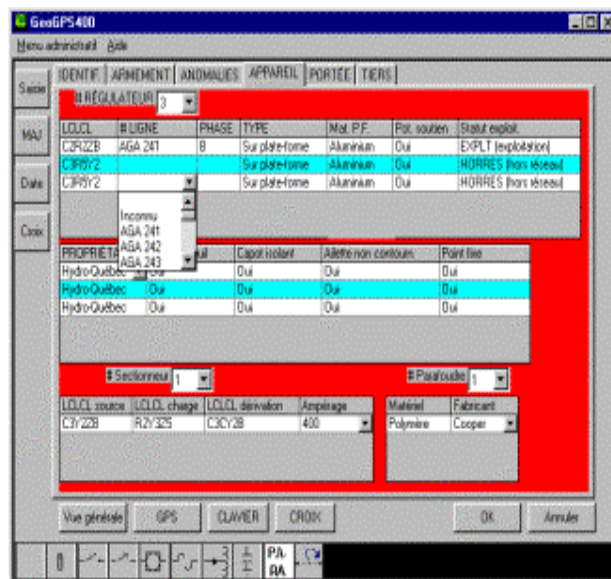 GeoGPS400
Menu administratif Aide
IDENTIF. ARMEMENT ANOMALIES APPAREIL PORTÉE TIERS
Saisie
MAJ
Date
Croix
# RÉGULATEUR 3
LCLCL # LIGNE PHASE TYPE Mat. P.F. Pot. soutien Statut exploit.
C2R2ZB AGA 241 B Sur plate-forme Aluminium Oui EXPLT (exploitation)
C3R5Y2 Sur plate-forme Aluminium Oui HORRES (hors réseau)
C3R5Y2 Sur plate-forme Aluminium Oui HORRES (hors réseau)
Inconnu
AGA 241
AGA 242
AGA 243
Capot isolant Ailette non contourn. Point fixe
Hydro-Québec Oui Oui Oui Oui
Hydro-Québec Oui Oui Oui Oui
Hydro-Québec Oui Oui Oui Oui
# Sectionneur 1 # Parafoudre 1
LCLCL source LCLCL charge LCLCL dérivation Ampérage
C3Y2ZB R2Y3Z5 C3CY2B 400
Matériel Fabricant
Polymère Cooper
Vue générale GPS CLAVIER CROIX OK Annuler
PA-
RA